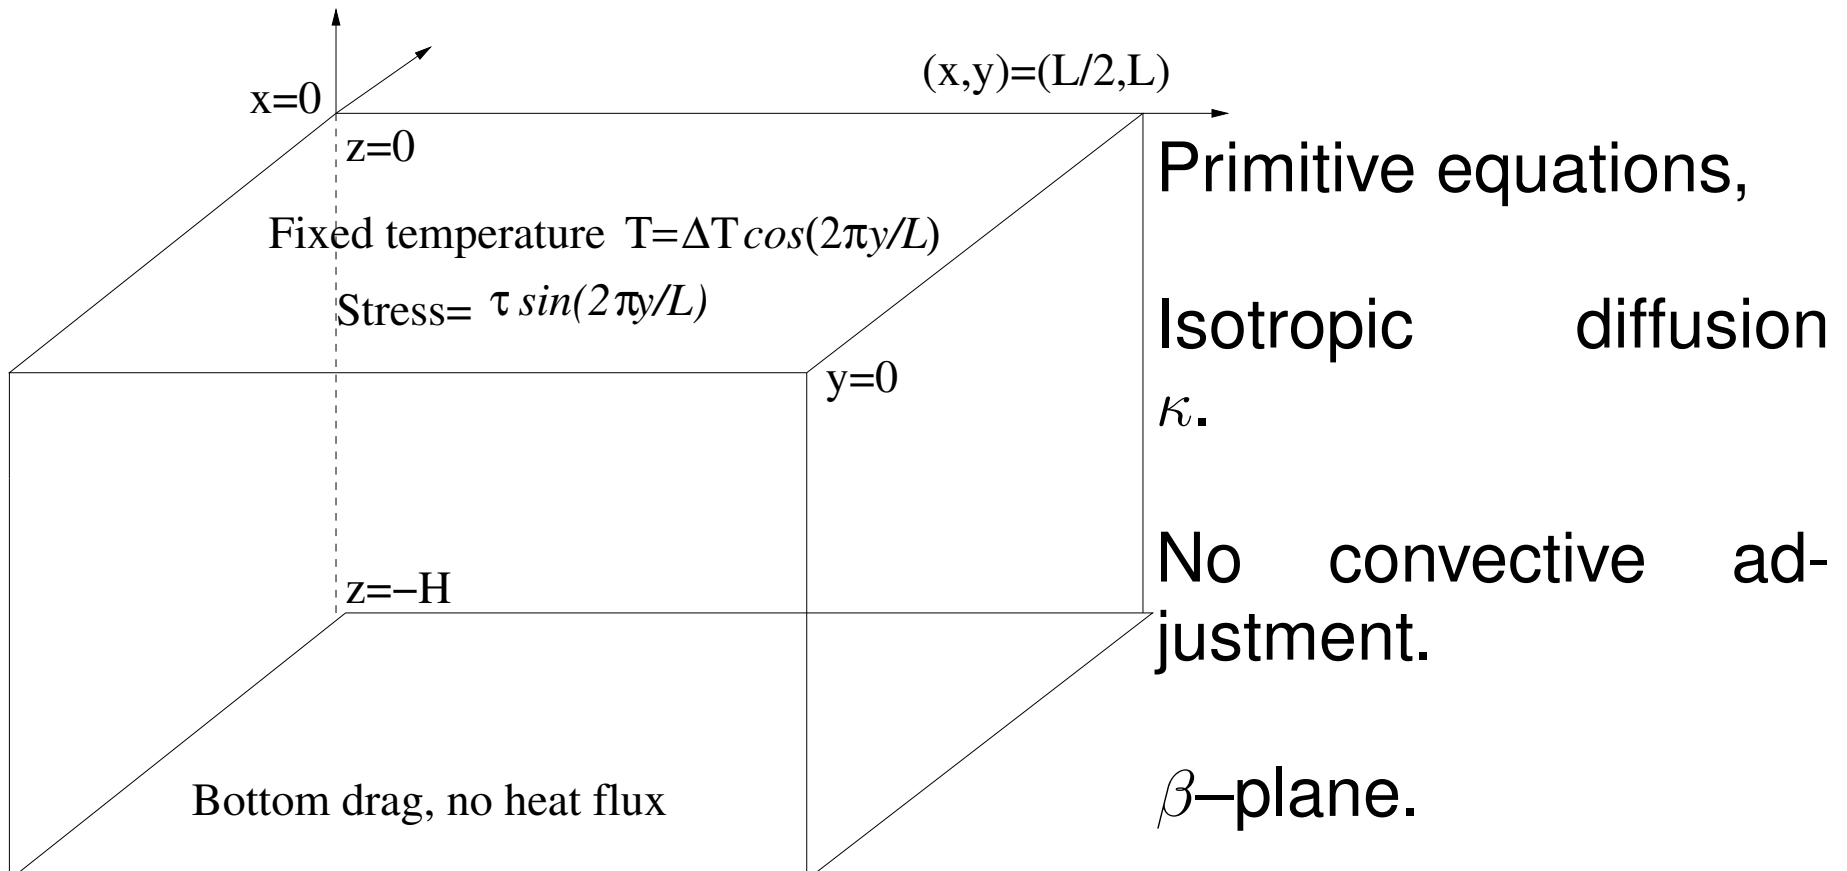 (x,y)=(L/2,L)
x=0
z=0
Fixed temperature T=ΔT cos(2πy/L)
Stress= τ sin(2πy/L)
y=0
z=−H
Bottom drag, no heat flux
Primitive equations,
Isotropic diffusion
κ.
No convective ad-
justment.
β–plane.